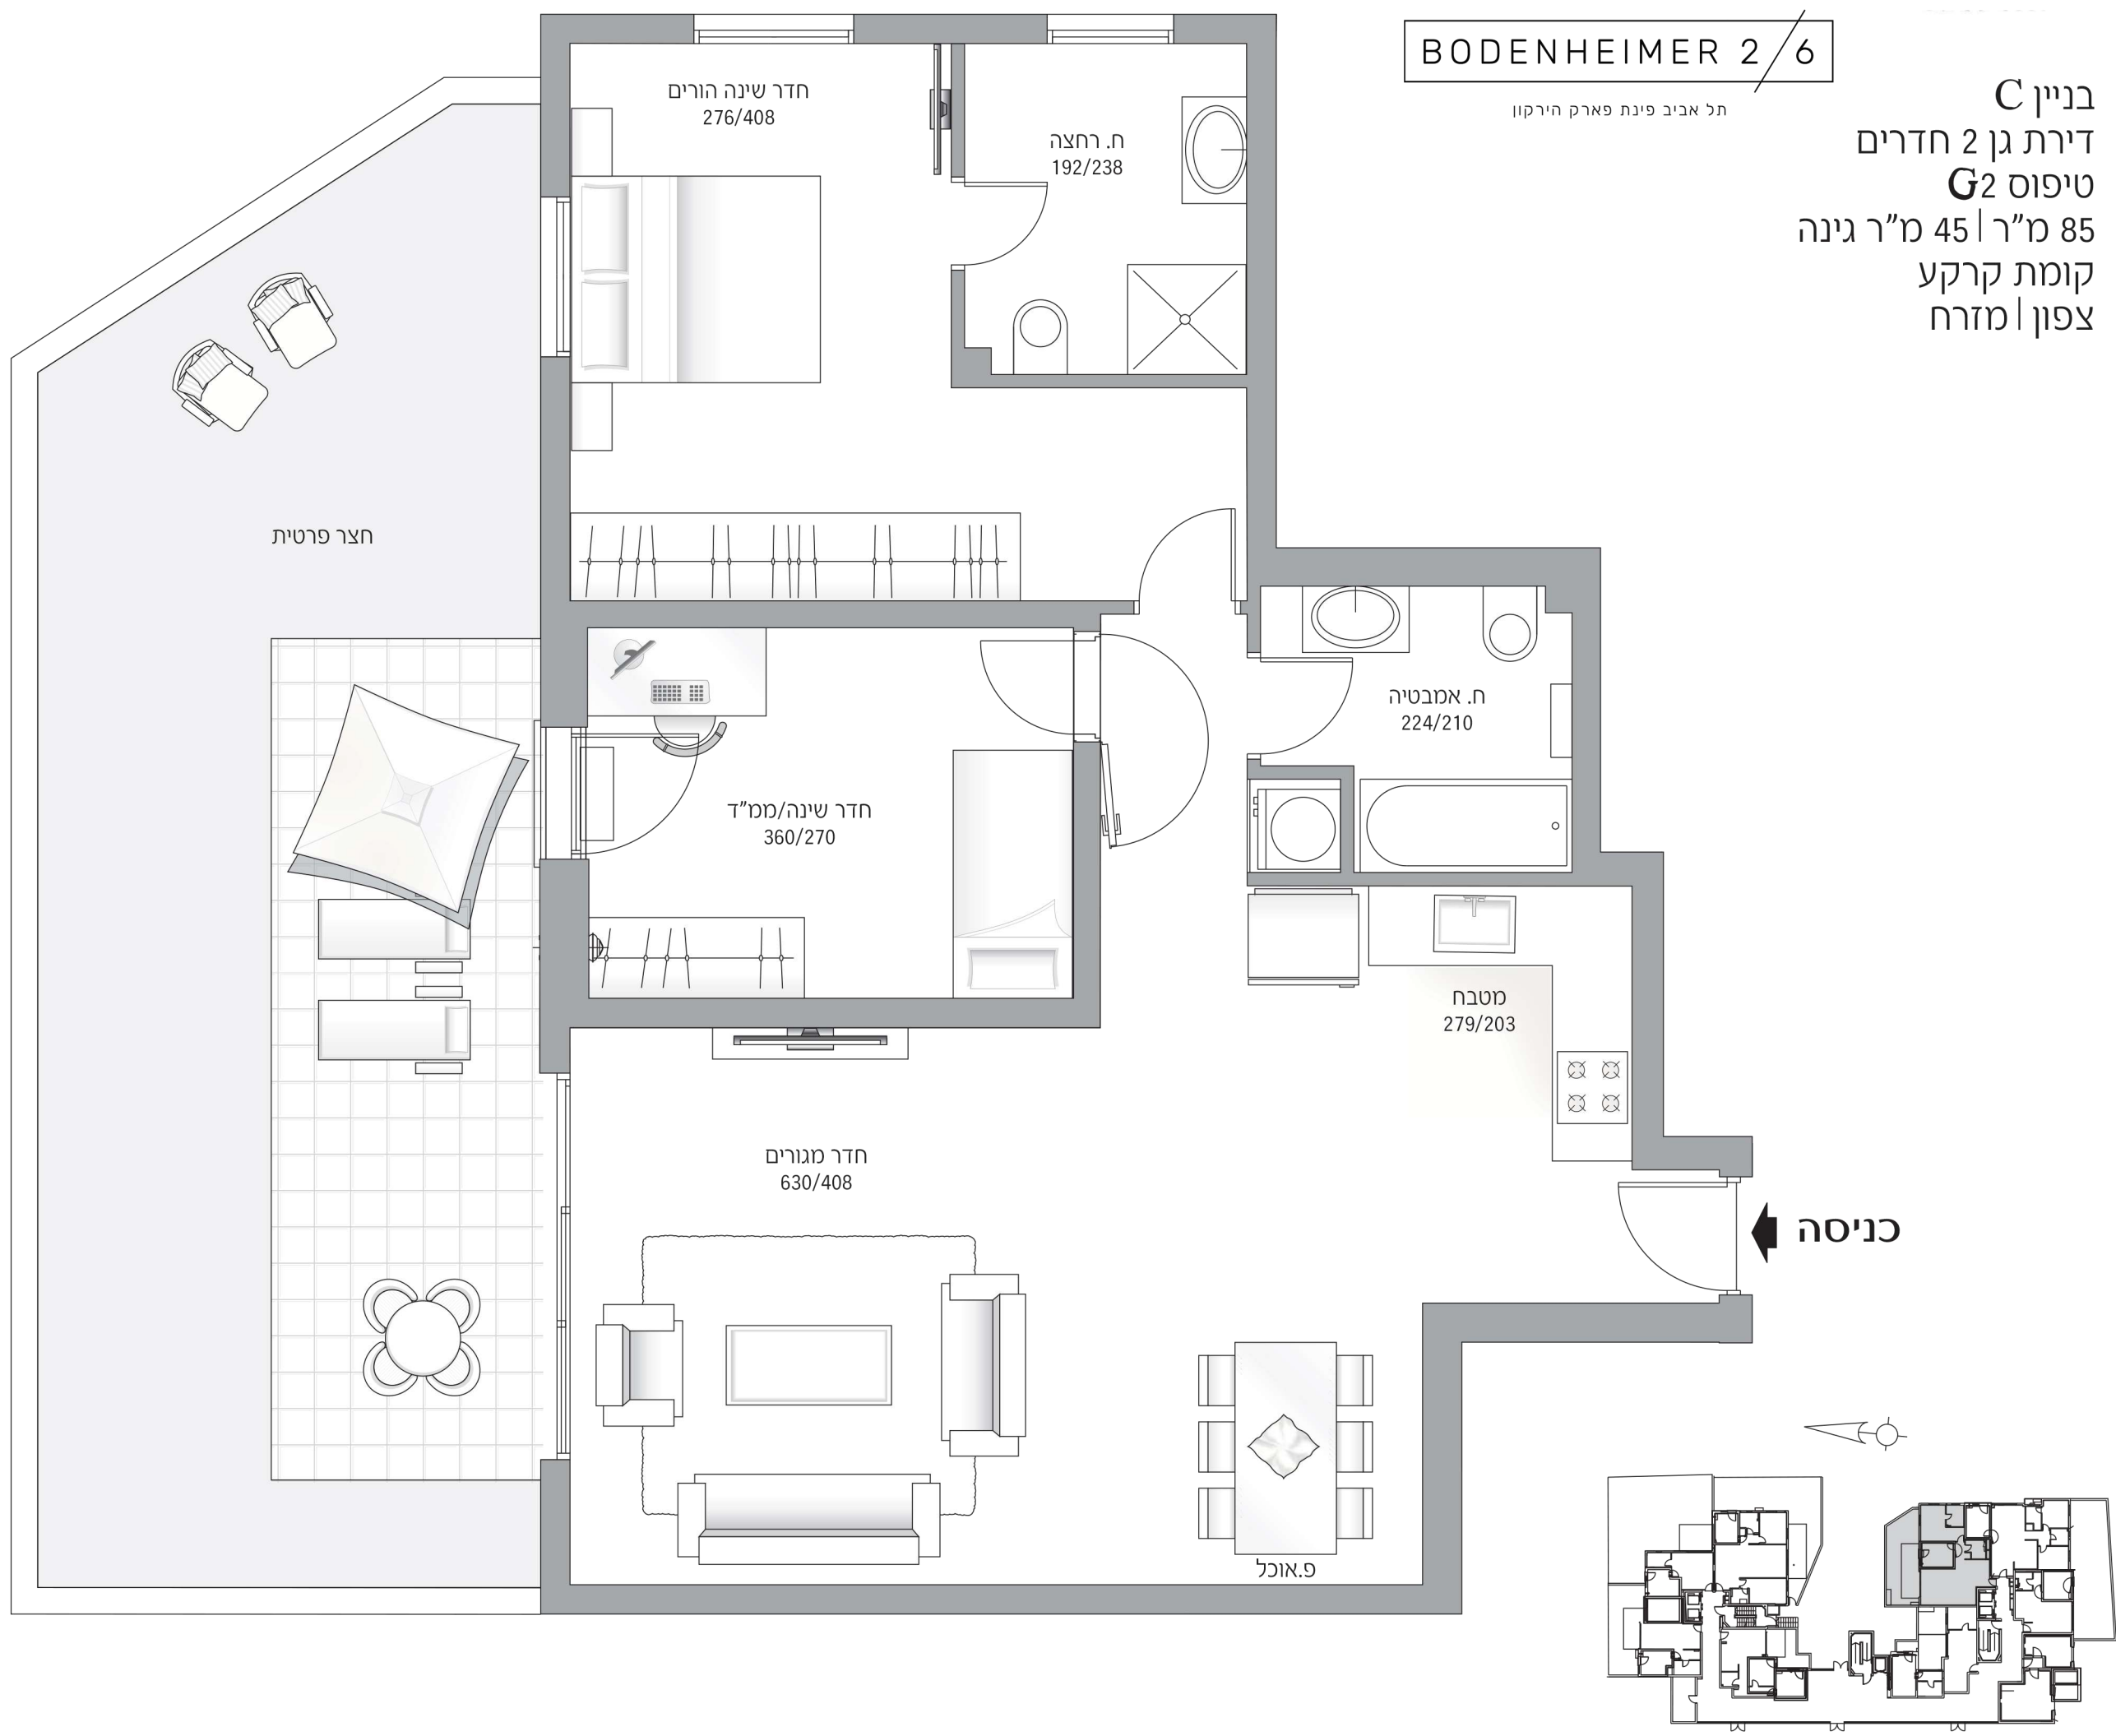 BODENHEIMER 2/6
תל אביב פינת פארק הירקון
בניין C
דירת גן 2 חדרים
טיפוס G2
85 מ"ר | 45 מ"ר גינה
קומת קרקע
צפון | מזרח
חדר שינה הורים
276/408
ח. רחצה
192/238
חצר פרטית
ח. אמבטיה
224/210
חדר שינה/ממ"ד
360/270
מטבח
279/203
חדר מגורים
630/408
כניסה
פ.אוכל